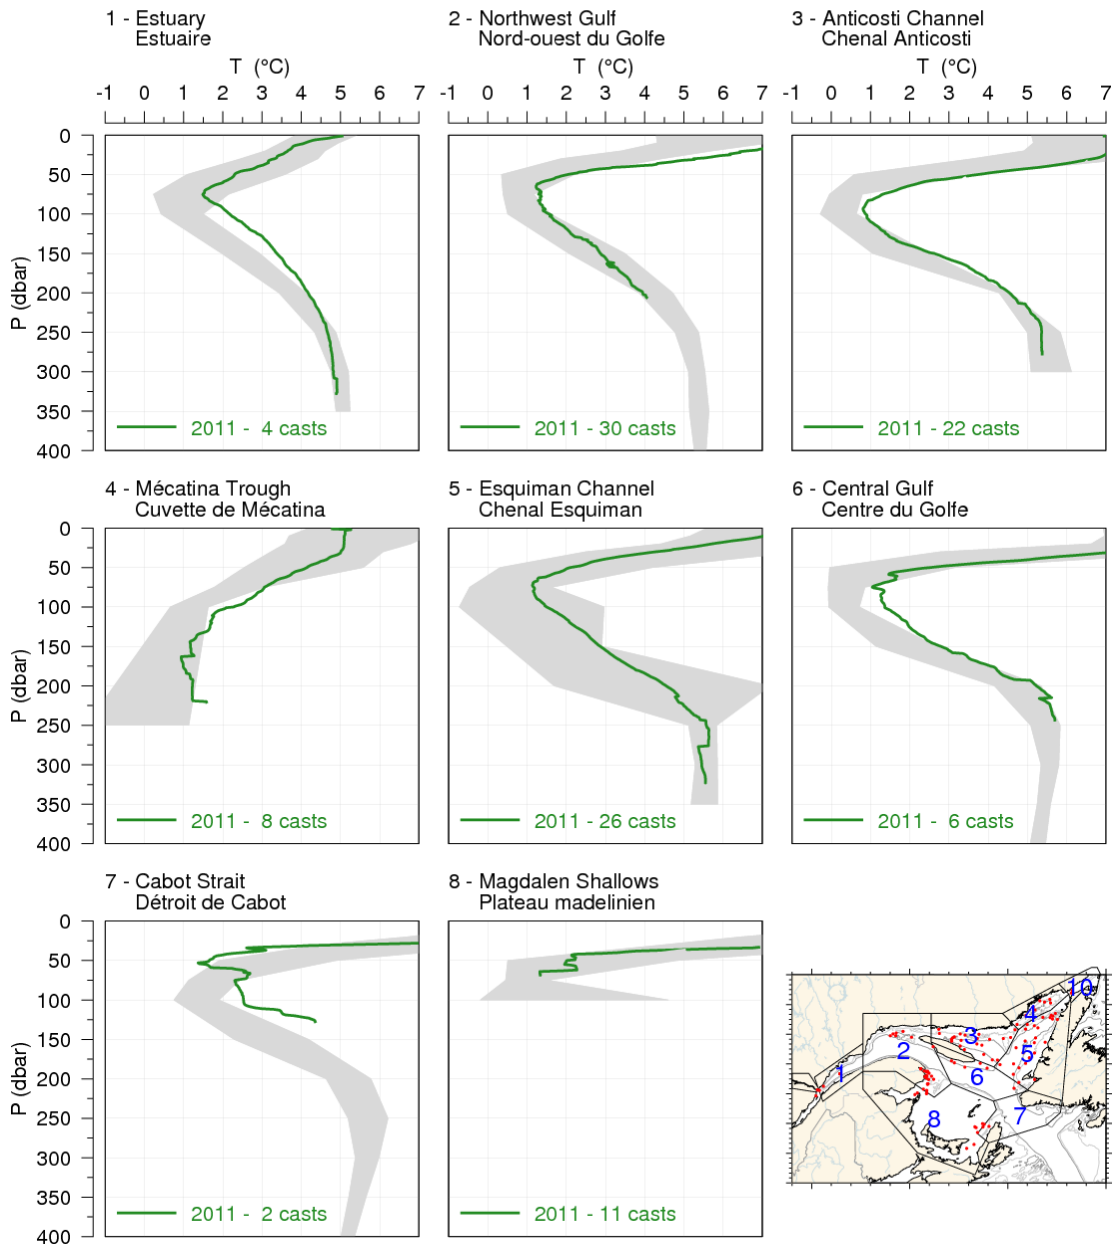 1 - Estuary
Estuaire
2 - Northwest Gulf
Nord-ouest du Golfe
3 - Anticosti Channel
Chenal Anticosti
T (°C)
T (°C)
T (°C)
-1 0 1 2 3 4 5 6 -1 0 1 2 3 4 5 6 -1 0 1 2 3 4 5 6 7
0
50
100
150
200
250
300
350
400
P (dbar)
2011 - 4 casts
2011 - 30 casts
2011 - 22 casts
4 - Mécatina Trough
Cuvette de Mécatina
5 - Esquiman Channel
Chenal Esquiman
6 - Central Gulf
Centre du Golfe
0
50
100
150
200
250
300
350
400
P (dbar)
2011 - 8 casts
2011 - 26 casts
2011 - 6 casts
7 - Cabot Strait
Détroit de Cabot
8 - Magdalen Shallows
Plateau madelinien
0
50
100
150
200
250
300
350
400
P (dbar)
2011 - 2 casts
2011 - 11 casts
10
4
3
5
2
6
1
7
8